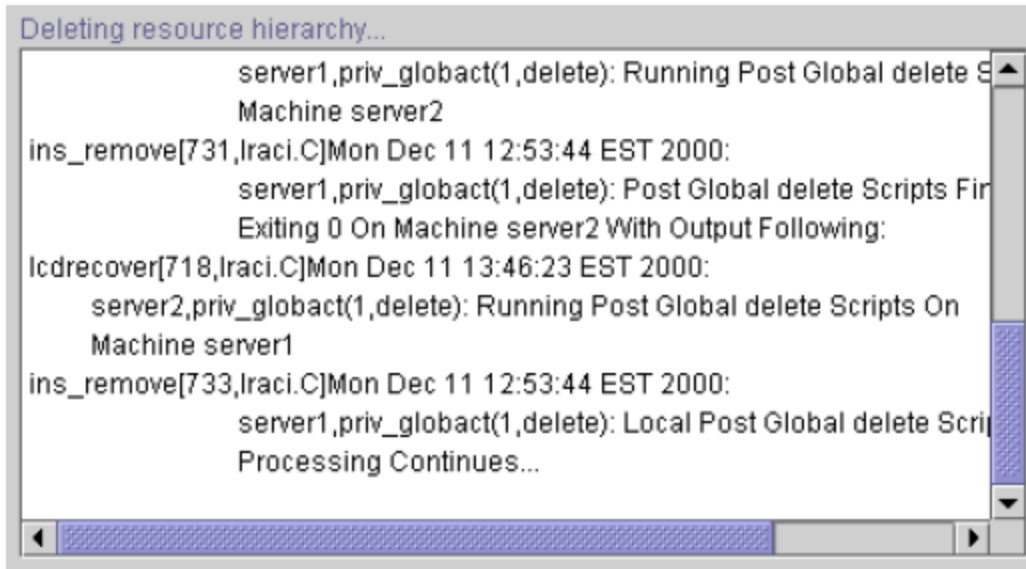 Deleting resource hierarchy...
server1,priv_globact(1,delete): Running Post Global delete
Machine server2
ins_remove[731,lraci.C]Mon Dec 11 12:53:44 EST 2000:
server1,priv_globact(1,delete): Post Global delete Scripts
Exiting 0 On Machine server2 With Output Following:
lcdrecover[718,lraci.C]Mon Dec 11 13:46:23 EST 2000:
server2,priv_globact(1,delete): Running Post Global delete Scripts On
Machine server1
ins_remove[733,lraci.C]Mon Dec 11 12:53:44 EST 2000:
server1,priv_globact(1,delete): Local Post Global delete
Processing Continues...